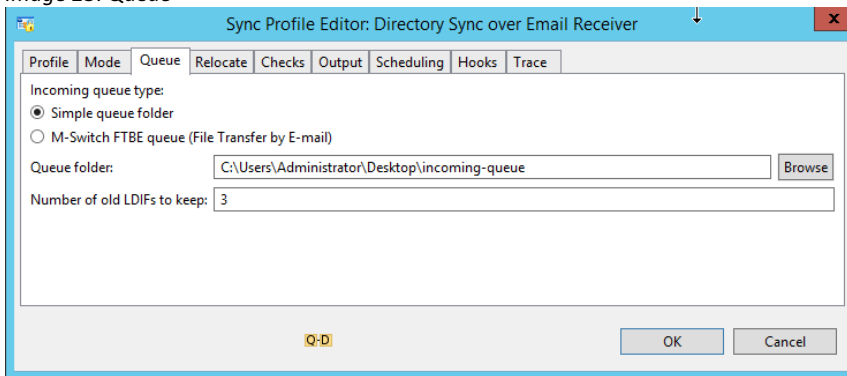 Sync Profile Editor: Directory Sync over Email Receiver
x
Profile Mode Queue Relocate Checks Output Scheduling Hooks Trace
Incoming queue type:
Simple queue folder
M-Switch FTBE queue (File Transfer by E-mail)
Queue folder: C:\Users\Administrator\Desktop\incoming-queue Browse
Number of old LDIFs to keep: 3
Q-D OK Cancel